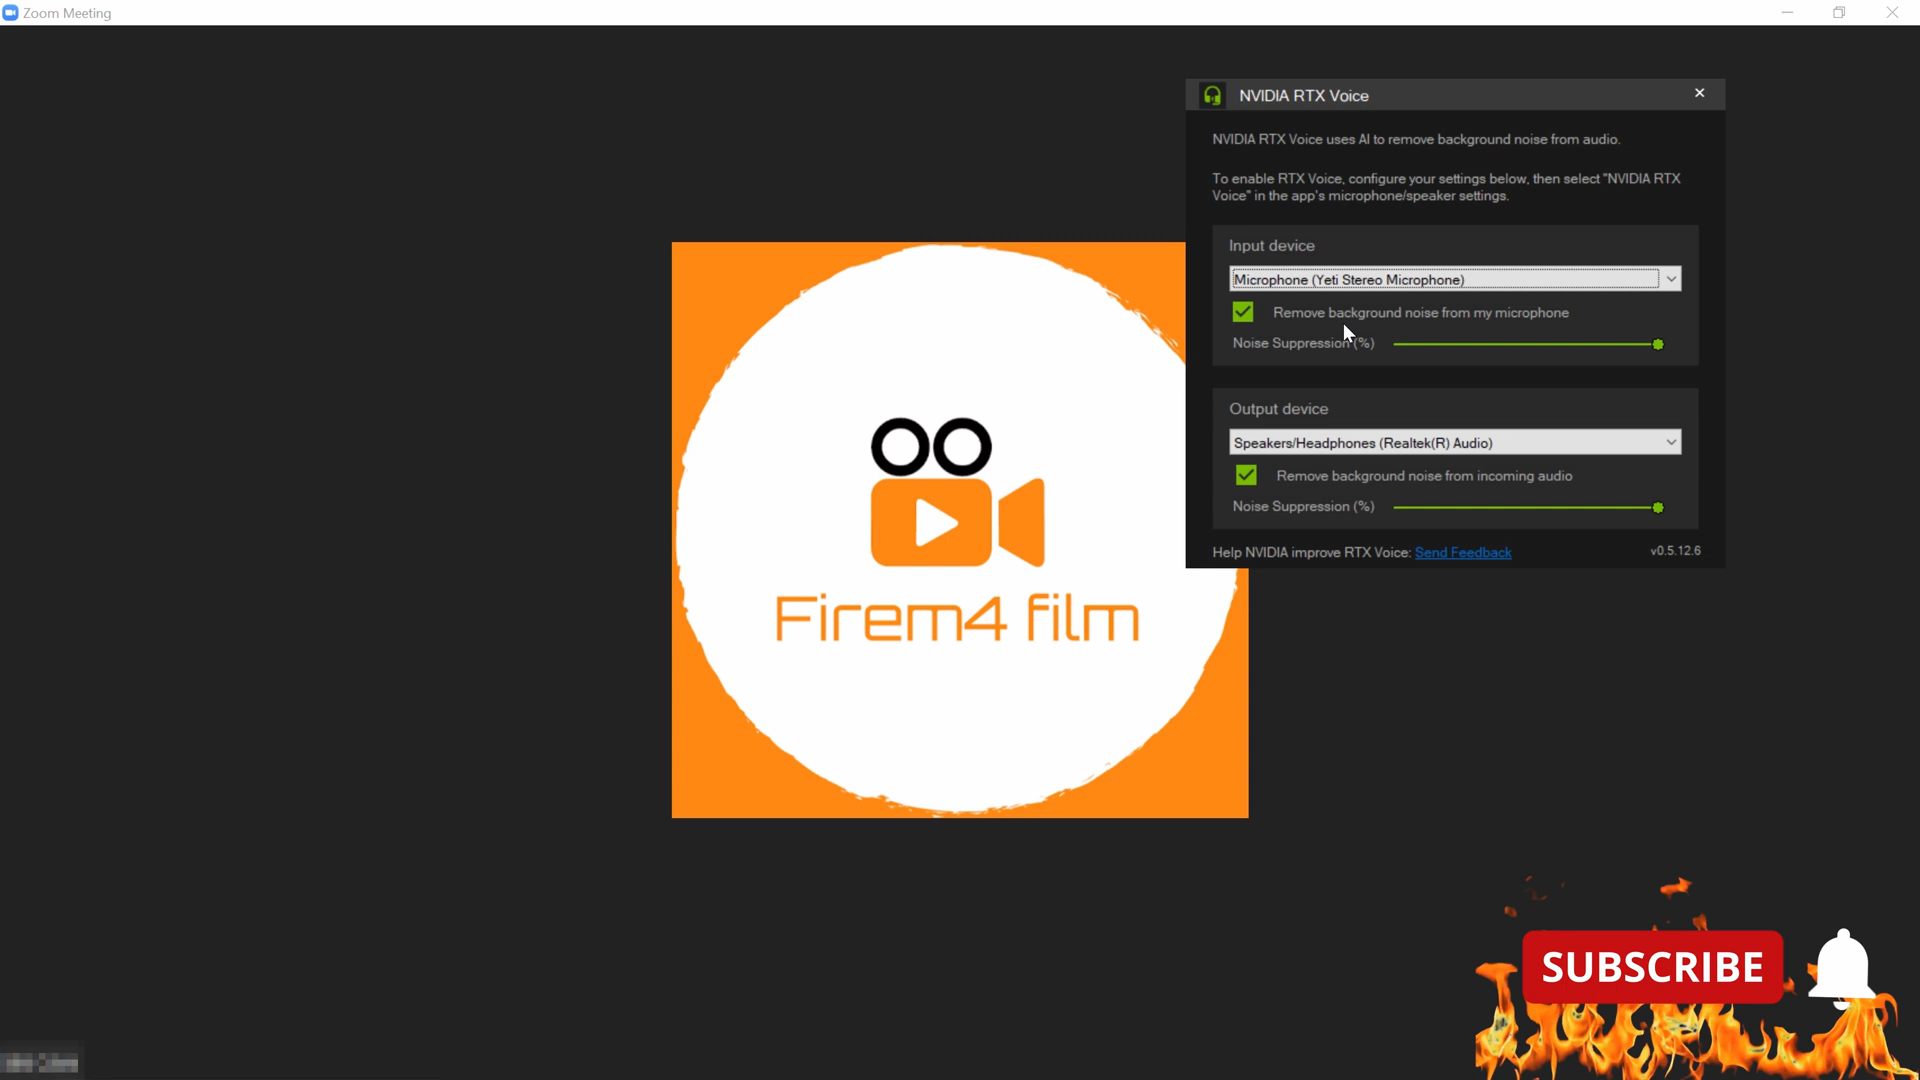 Zoom Meeting
NVIDIA RTX Voice
NVIDIA RTX Voice uses AI to remove background noise from audio.
To enable RTX Voice, configure your settings below, then select "NVIDIA RTX
Voice" in the app's microphone/speaker settings.
Input device
Microphone (Yeti Stereo Microphone)
Remove background noise from my microphone
Noise Suppression (%)
Output device
Speakers/Headphones (Realtek(R) Audio)
Remove background noise from incoming audio
Noise Suppression (%)
Help NVIDIA improve RTX Voice: Send Feedback
v0.5.12.6
Firem4 film
SUBSCRIBE